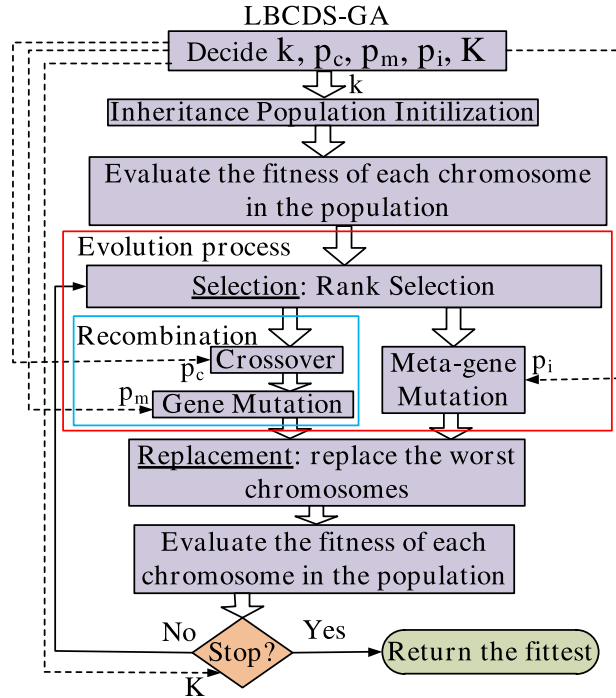 LBCDS-GA
Decide k, pc, pm, pi, K
k
Inheritance Population Initilization
Evaluate the fitness of each chromosome
in the population
Evolution process
Selection: Rank Selection
Recombination
pc
Crossover
pm
Gene Mutation
Meta-gene
Mutation
pi
Replacement: replace the worst
chromosomes
Evaluate the fitness of each
chromosome in the population
No
Stop?
Yes
Return the fittest
K